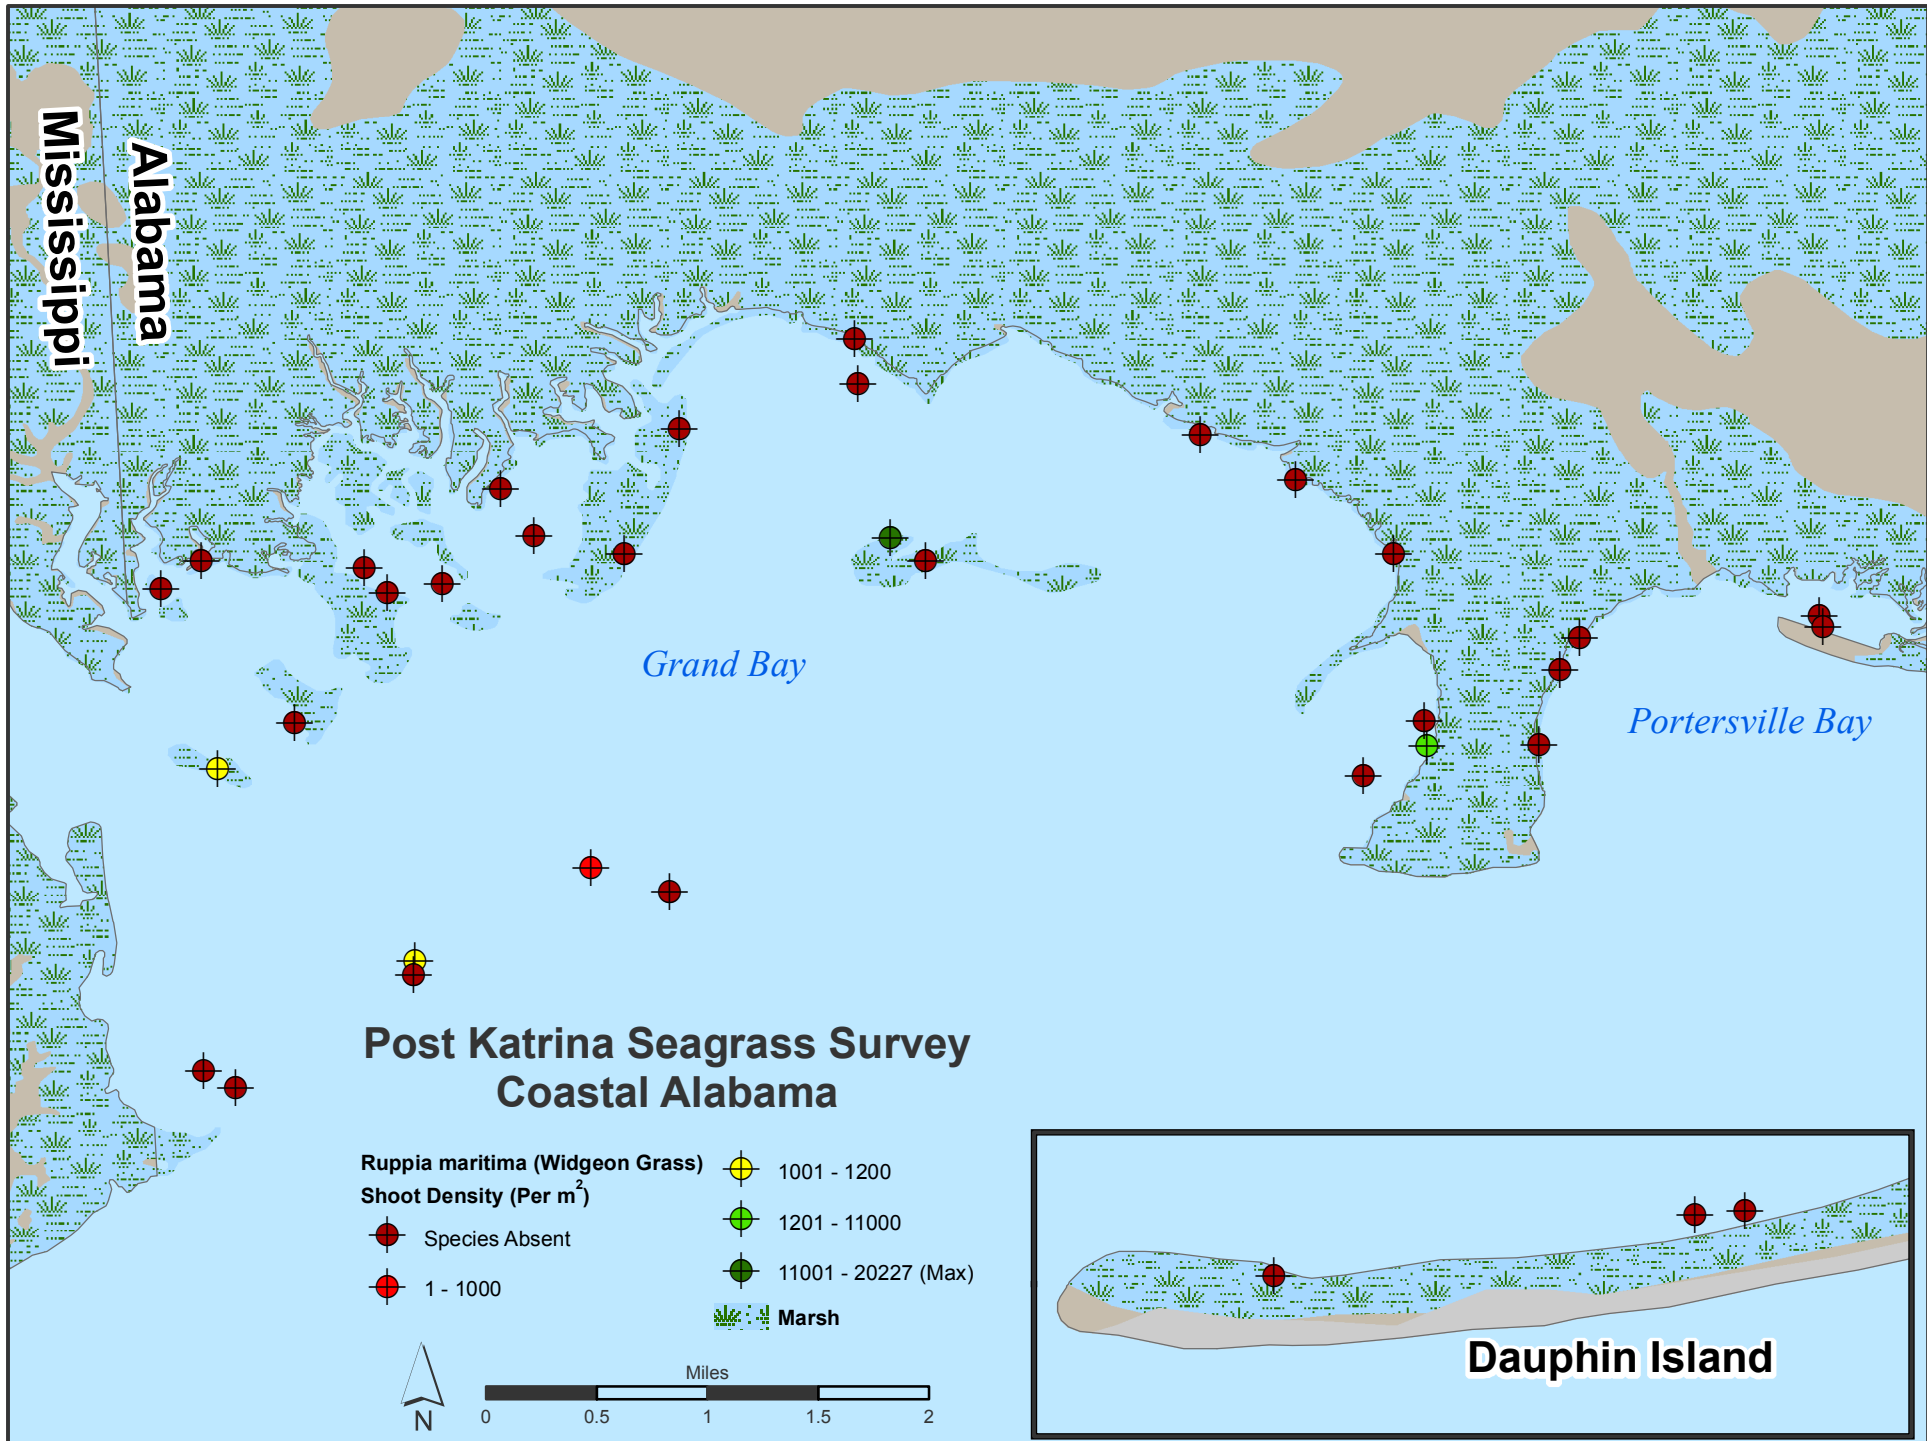 Mississippi
Alabama
Grand Bay
Portersville Bay
Post Katrina Seagrass Survey
Coastal Alabama
Ruppia maritima (Widgeon Grass)
Shoot Density (Per m²)
Species Absent
1 - 1000
1001 - 1200
1201 - 11000
11001 - 20227 (Max)
Marsh
N
Miles
0 0.5 1 1.5 2
Dauphin Island